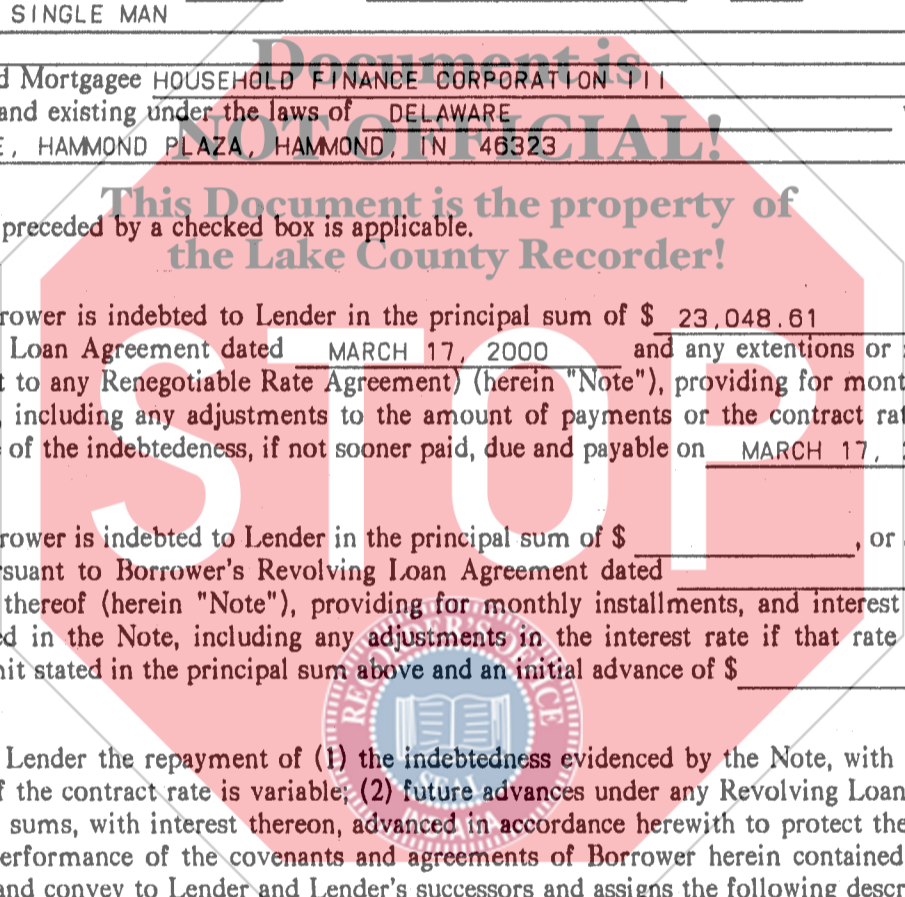 SINGLE MAN
Document is
d Mortgagee HOUSEHOLD FINANCE CORPORATION III
and existing under the laws of DELAWARE
NOT OFFICIAL!
E, HAMMOND PLAZA, HAMMOND, IN 46323
This Document is the property of
preceded by a checked box is applicable.
the Lake County Recorder!
rower is indebted to Lender in the principal sum of $ 23,048.61
Loan Agreement dated MARCH 17, 2000 and any extentions or
t to any Renegotiable Rate Agreement) (herein "Note"), providing for mont
, including any adjustments to the amount of payments or the contract rat
of the indebtedeness, if not sooner paid, due and payable on MARCH 17,
STOP
rower is indebted to Lender in the principal sum of $ , or
rsuant to Borrower's Revolving Loan Agreement dated
thereof (herein "Note"), providing for monthly installments, and interest
ed in the Note, including any adjustments in the interest rate if that rate
nit stated in the principal sum above and an initial advance of $
RECORDER'S OFFICE
SEAL
INDIANA
Lender the repayment of (1) the indebtedness evidenced by the Note, with
f the contract rate is variable; (2) future advances under any Revolving Loan
sums, with interest thereon, advanced in accordance herewith to protect the
erformance of the covenants and agreements of Borrower herein contained
and convey to Lender and Lender's successors and assigns the following descr